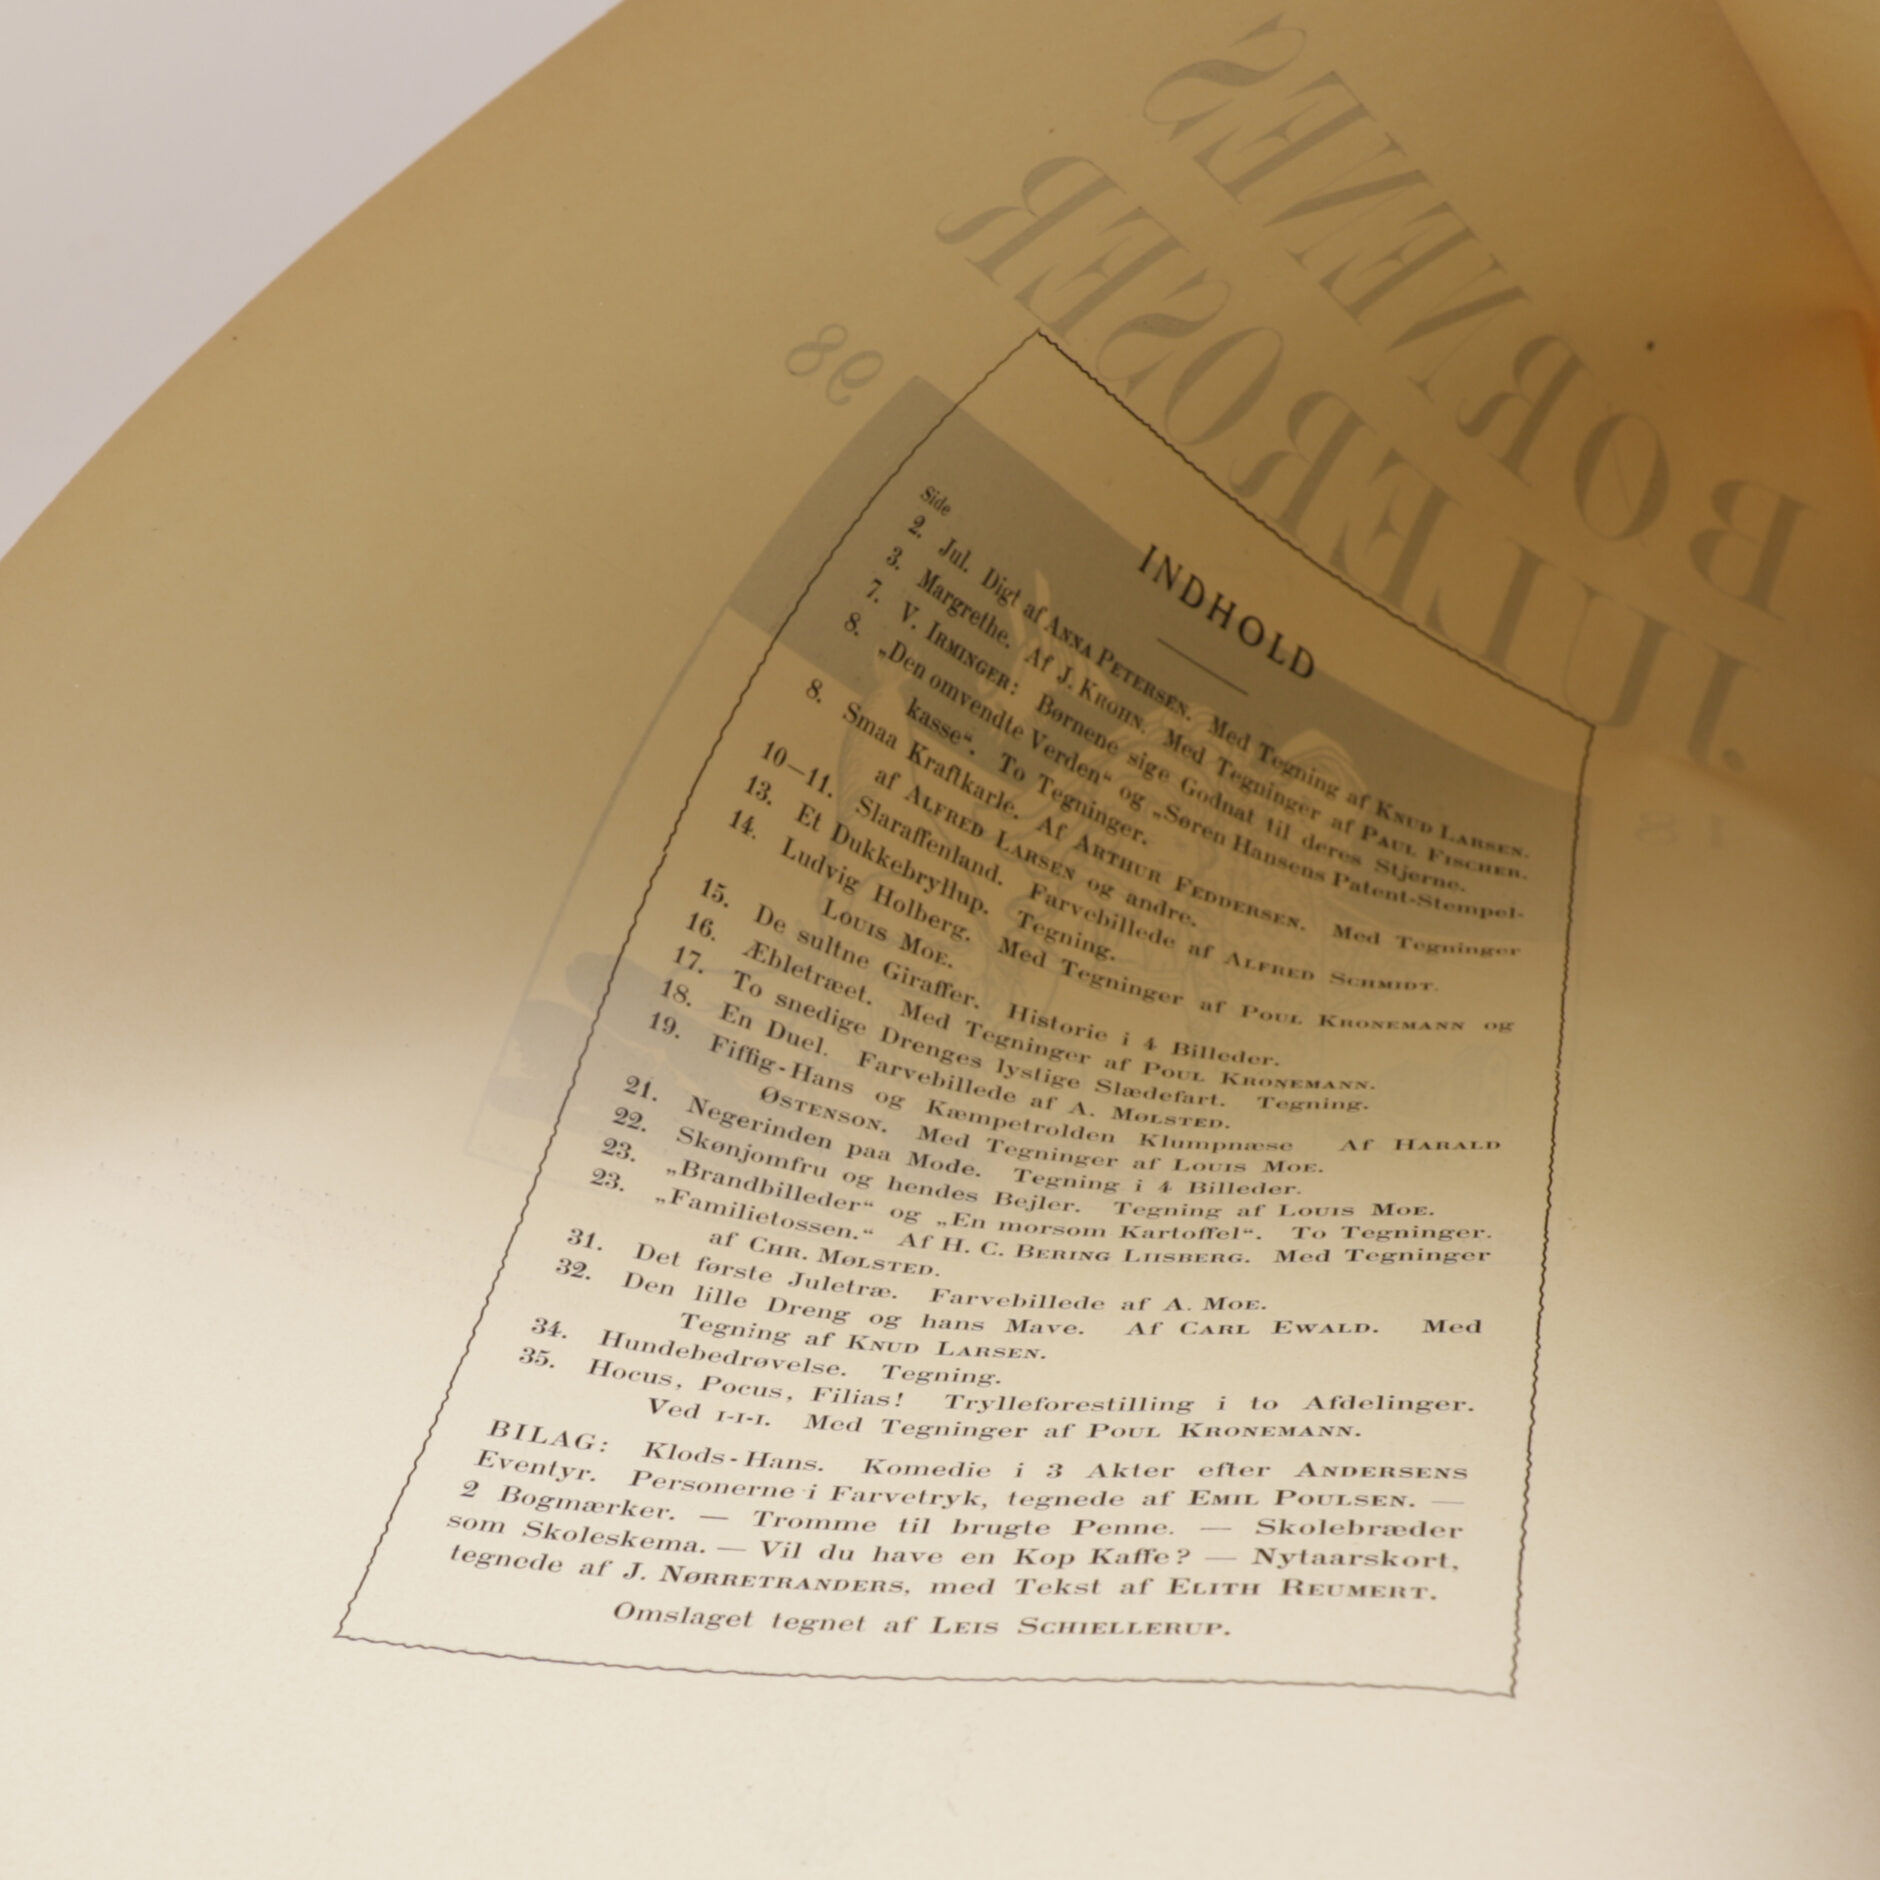 BØRNENES
JULEROSER
18
98
INDHOLD
Side
2. Jul. Digt af ANNA PETERSEN. Med Tegning af KNUD LARSEN.
3. Margrethe. Af J. KROHN. Med Tegninger af PAUL FISCHER.
7. V. IRMINGER: Børnene sige Godnat til deres Stjerne.
8. „Den omvendte Verden“ og „Søren Hansens Patent-Stempel-
kasse“. To Tegninger.
8. Smaa Kraftkarle. Af ARTHUR FEDDERSEN. Med Tegninger
af ALFRED LARSEN og andre.
10—11. Slaraffenland. Farvebillede af ALFRED SCHMIDT.
13. Et Dukkebryllup. Tegning.
14. Ludvig Holberg. Med Tegninger af POUL KRONEMANN og
LOUIS MOE.
15. De sultne Giraffer. Historie i 4 Billeder.
16. Æbletræet. Med Tegninger af POUL KRONEMANN.
17. To snedige Drenges lystige Slædefart. Tegning.
18. En Duel. Farvebillede af A. MØLSTED.
19. Fiffig-Hans og Kæmpetrolden Klumpnæse Af HARALD
ØSTENSON. Med Tegninger af LOUIS MOE.
21. Negerinden paa Mode. Tegning i 4 Billeder.
22. Skønjomfru og hendes Bejler. Tegning af LOUIS MOE.
23. „Brandbilleder“ og „En morsom Kartoffel“. To Tegninger.
23. „Familietossen.“ Af H. C. BERING LIISBERG. Med Tegninger
af CHR. MØLSTED.
31. Det første Juletræ. Farvebillede af A. MOE.
32. Den lille Dreng og hans Mave. Af CARL EWALD. Med
Tegning af KNUD LARSEN.
34. Hundebedrøvelse. Tegning.
35. Hocus, Pocus, Filias! Trylleforestilling i to Afdelinger.
Ved I-I-I. Med Tegninger af POUL KRONEMANN.
BILAG: Klods-Hans. Komedie i 3 Akter efter ANDERSENS
Eventyr. Personerne i Farvetryk, tegnede af EMIL POULSEN. —
2 Bogmærker. — Tromme til brugte Penne. — Skolebræder
som Skoleskema. — Vil du have en Kop Kaffe? — Nytaarskort,
tegnede af J. NØRRETRANDERS, med Tekst af ELITH REUMERT.
Omslaget tegnet af LEIS SCHIELLERUP.